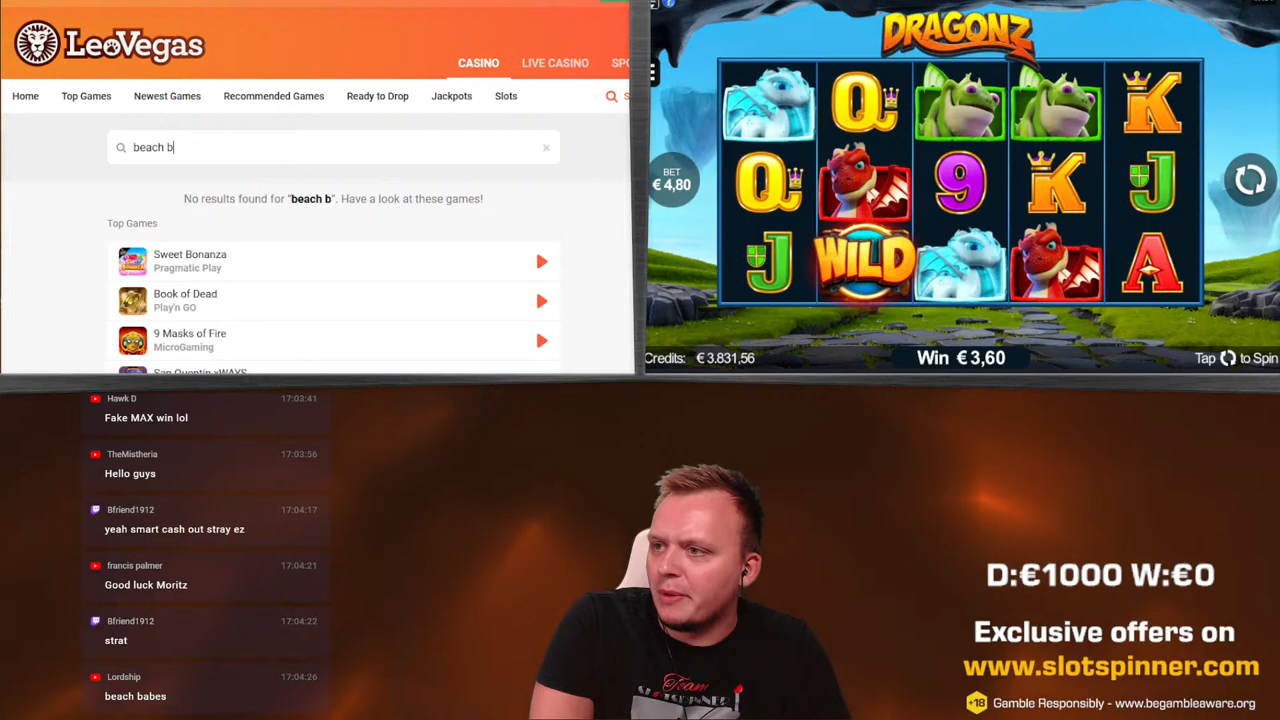 LeoVegas
CASINO
LIVE CASINO
SPO
Home
Top Games
Newest Games
Recommended Games
Ready to Drop
Jackpots
Slots
S
beach b
×
No results found for "beach b". Have a look at these games!
Top Games
Sweet Bonanza
Pragmatic Play
Book of Dead
Play'n GO
9 Masks of Fire
MicroGaming
San Quentin xWAYS
DRAGONZ
Q
K
BET
€ 4,80
Q
9
K
J
J
WILD
A
Credits: € 3.831,56
Win € 3,60
Tap to Spin
Hawk D 17:03:41
Fake MAX win lol
TheMistheria 17:03:56
Hello guys
Bfriend1912 17:04:17
yeah smart cash out stray ez
francis palmer 17:04:21
Good luck Moritz
Bfriend1912 17:04:22
strat
Lordship 17:04:26
beach babes
Team
SLOTSPINNER
D:€1000 W:€0
Exclusive offers on
www.slotspinner.com
+18 Gamble Responsibly - www.begambleaware.org